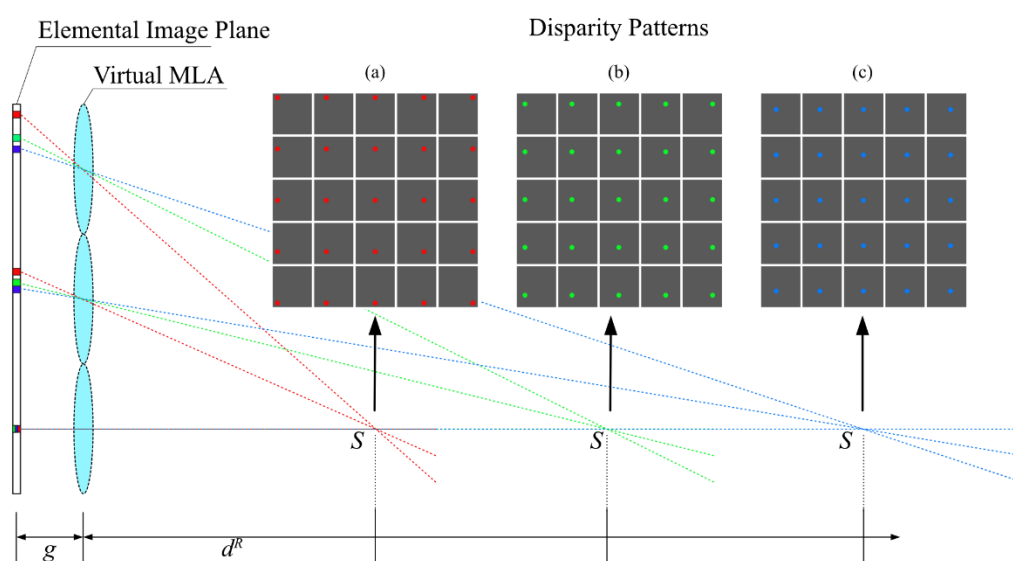 Elemental Image Plane
Disparity Patterns
Virtual MLA
(a)
(b)
(c)
S
S
S
g
d^R